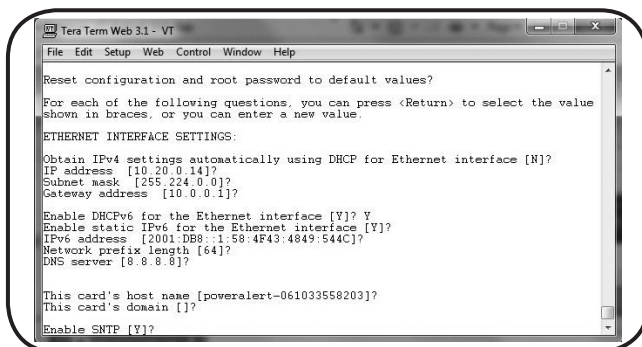 Tera Term Web 3.1 - VT
File Edit Setup Web Control Window Help
Reset configuration and root password to default values?
For each of the following questions, you can press <Return> to select the value
shown in braces, or you can enter a new value.
ETHERNET INTERFACE SETTINGS:
Obtain IPv4 settings automatically using DHCP for Ethernet interface [N]?
IP address [10.20.0.14]?
Subnet mask [255.224.0.0]?
Gateway address [10.0.0.1]?
Enable DHCPv6 for the Ethernet interface [Y]? Y
Enable static IPv6 for the Ethernet interface [Y]?
IPv6 address [2001:DB8::1:58:4F43:4849:544C]?
Network prefix length [64]?
DNS server [8.8.8.8]?
This card's host name [poweralert-061033558203]?
This card's domain []?
Enable SNTP [Y]?